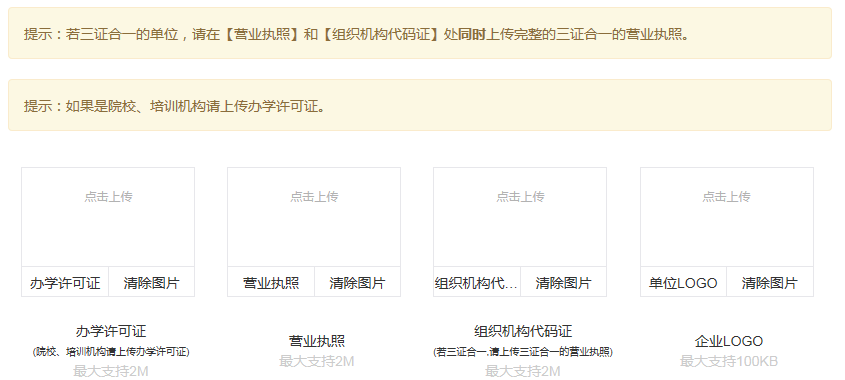 提示：若三证合一的单位，请在【营业执照】和【组织机构代码证】处同时上传完整的三证合一的营业执照。
提示：如果是院校、培训机构请上传办学许可证。
点击上传 点击上传 点击上传 点击上传
办学许可证 清除图片 营业执照 清除图片 组织机构代... 清除图片 单位LOGO 清除图片
办学许可证
(院校、培训机构请上传办学许可证)
最大支持2M
营业执照
最大支持2M
组织机构代码证
(若三证合一,请上传三证合一的营业执照)
最大支持2M
企业LOGO
最大支持100KB